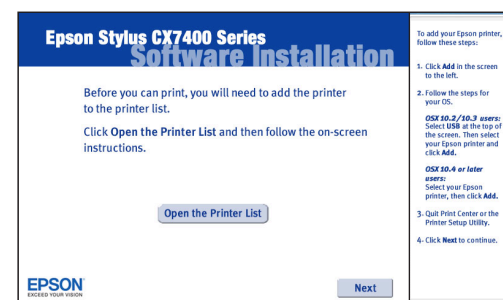 Epson Stylus CX7400 Series
Software Installation
Before you can print, you will need to add the printer
to the printer list.
Click Open the Printer List and then follow the on-screen
instructions.
Open the Printer List
EPSON
EXCEED YOUR VISION
Next
To add your Epson printer,
follow these steps:
1. Click Add in the screen
to the left.
2. Follow the steps for
your OS.
OSX 10.2/10.3 users:
Select USB at the top of
the screen. Then select
your Epson printer and
click Add.
OSX 10.4 or later
users:
Select your Epson
printer, then click Add.
3. Quit Print Center or the
Printer Setup Utility.
4. Click Next to continue.